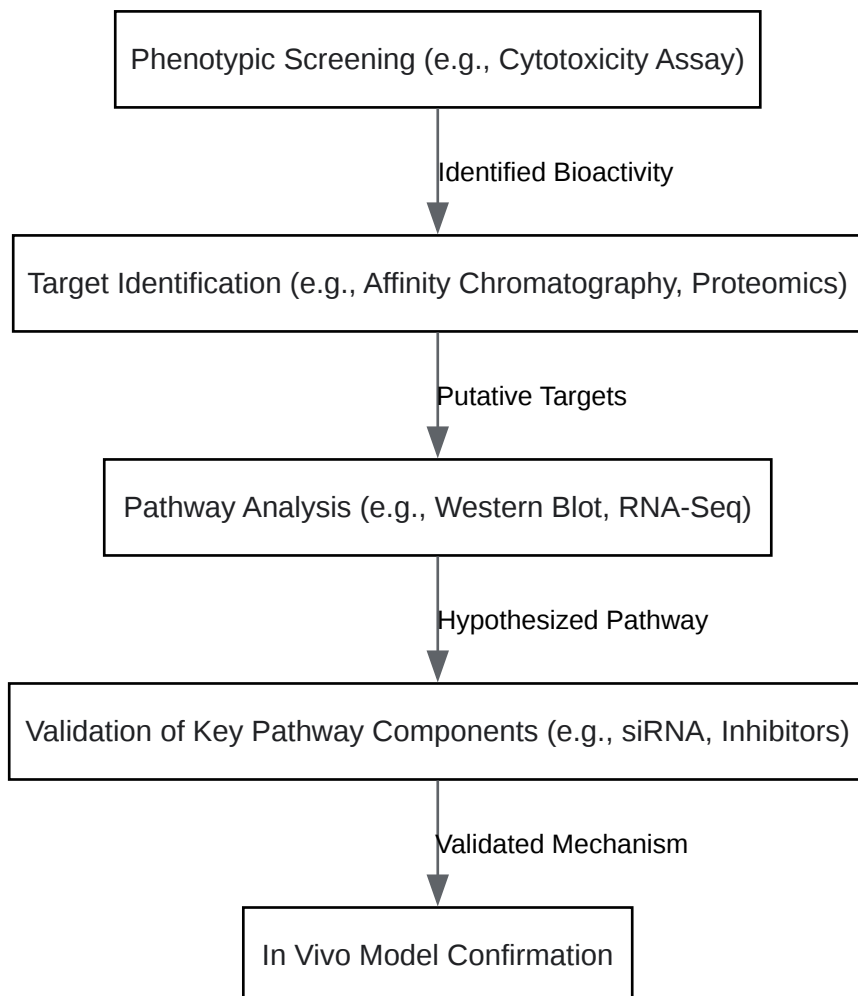 Phenotypic Screening (e.g., Cytotoxicity Assay)
Identified Bioactivity
Target Identification (e.g., Affinity Chromatography, Proteomics)
Putative Targets
Pathway Analysis (e.g., Western Blot, RNA-Seq)
Hypothesized Pathway
Validation of Key Pathway Components (e.g., siRNA, Inhibitors)
Validated Mechanism
In Vivo Model Confirmation